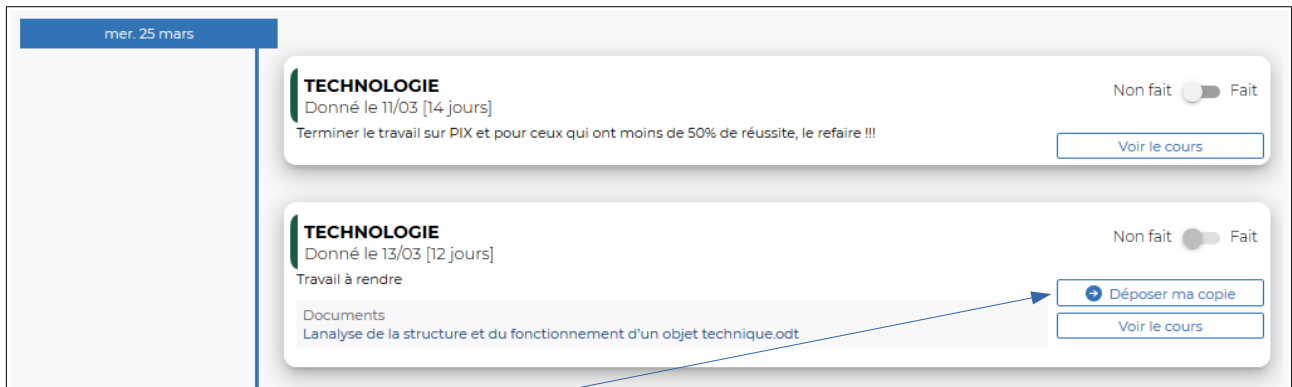 mer. 25 mars
TECHNOLOGIE
Donné le 11/03 [14 jours]
Non fait Fait
Terminer le travail sur PIX et pour ceux qui ont moins de 50% de réussite, le refaire !!!
Voir le cours
TECHNOLOGIE
Donné le 13/03 [12 jours]
Non fait Fait
Travail à rendre
Déposer ma copie
Documents
Lanalyse de la structure et du fonctionnement d'un objet technique.odt
Voir le cours